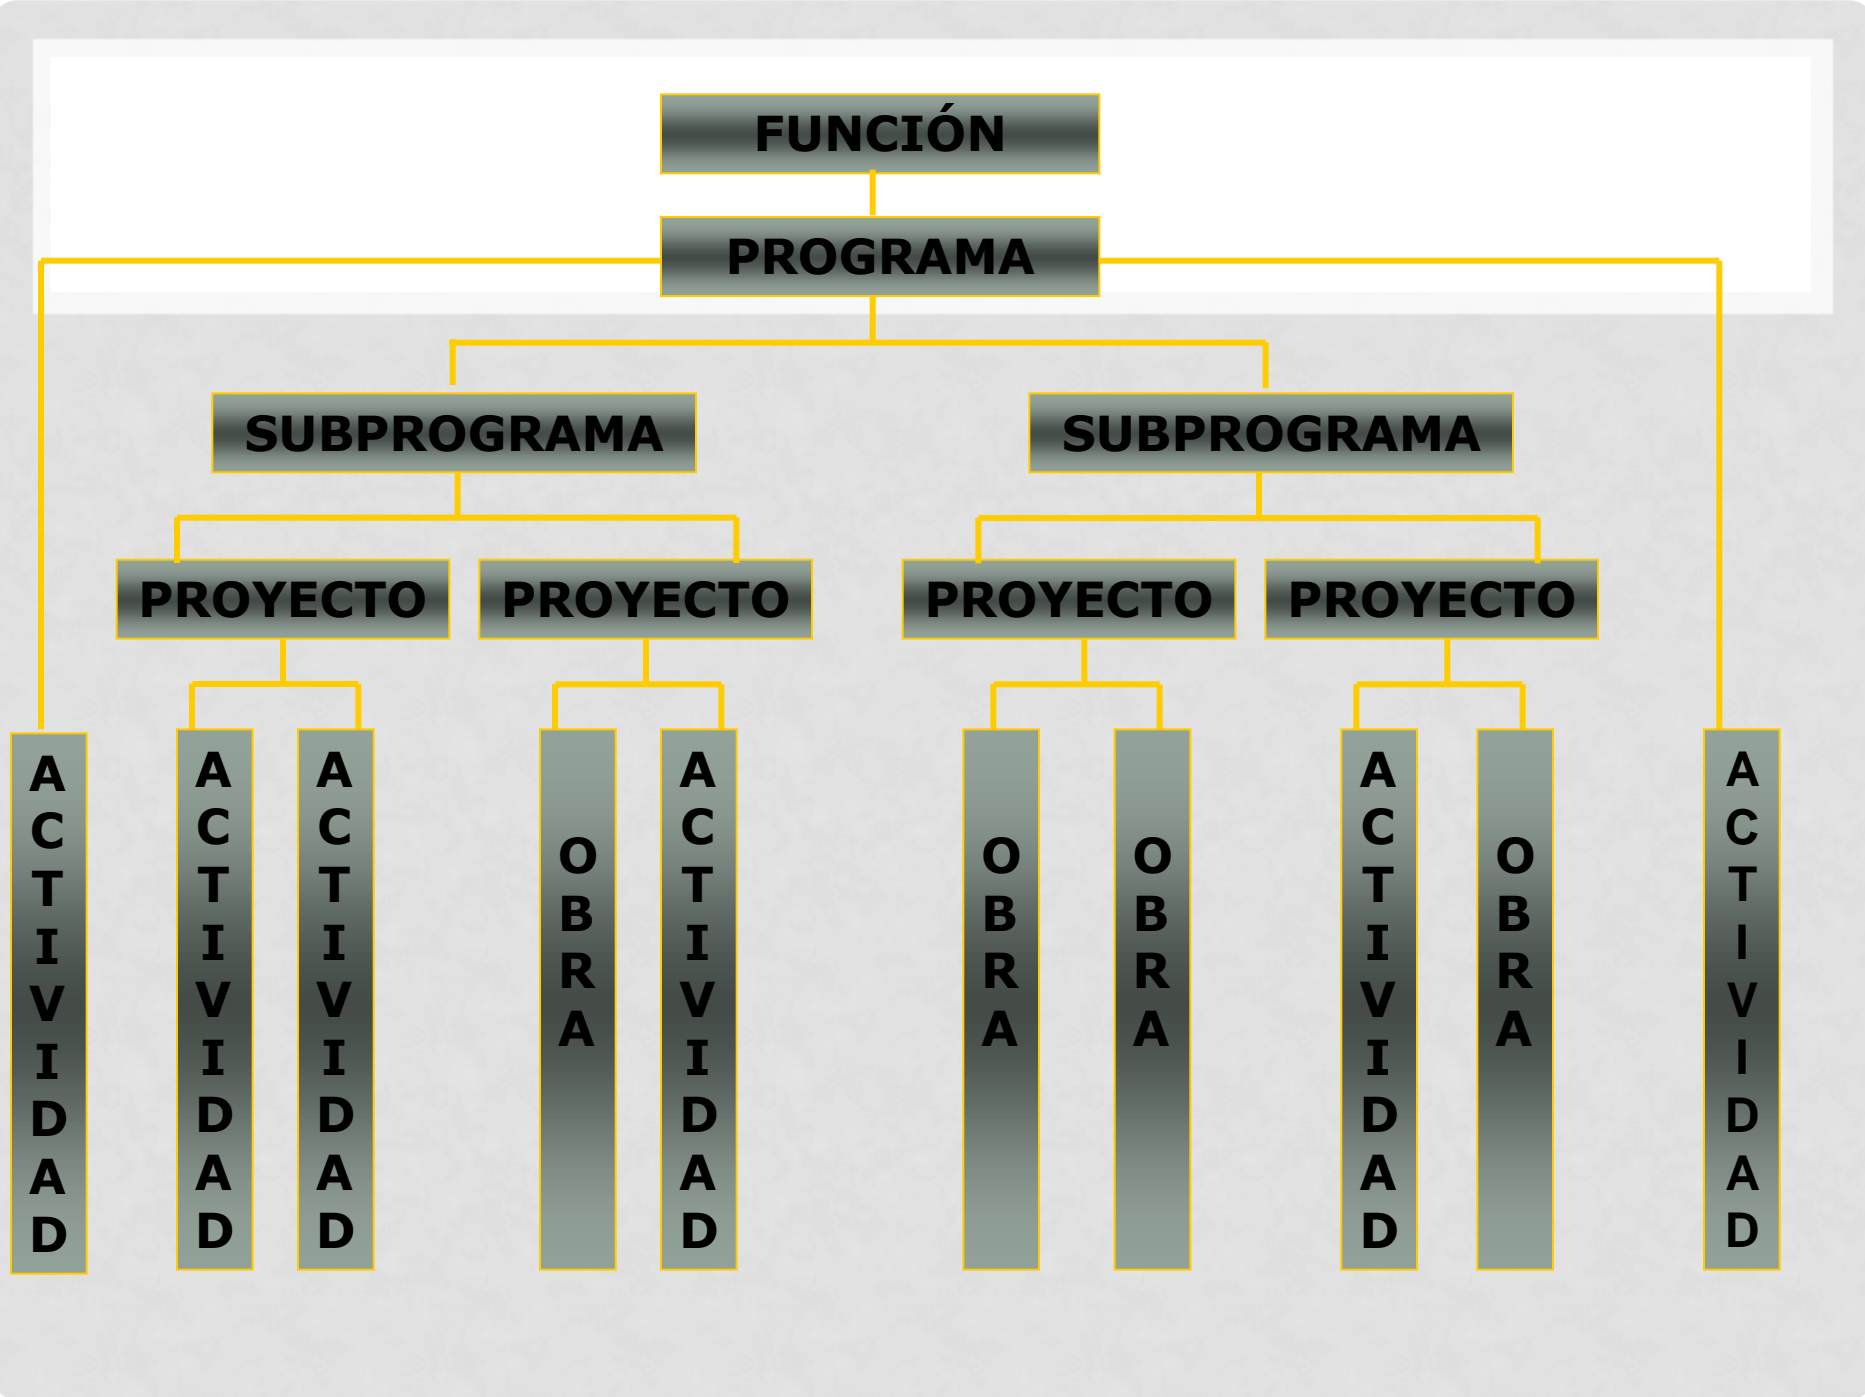 FUNCIÓN
PROGRAMA
SUBPROGRAMA
SUBPROGRAMA
PROYECTO
PROYECTO
PROYECTO
PROYECTO
ACTIVIDAD
ACTIVIDAD
ACTIVIDAD
OBRA
ACTIVIDAD
OBRA
OBRA
ACTIVIDAD
OBRA
ACTIVIDAD